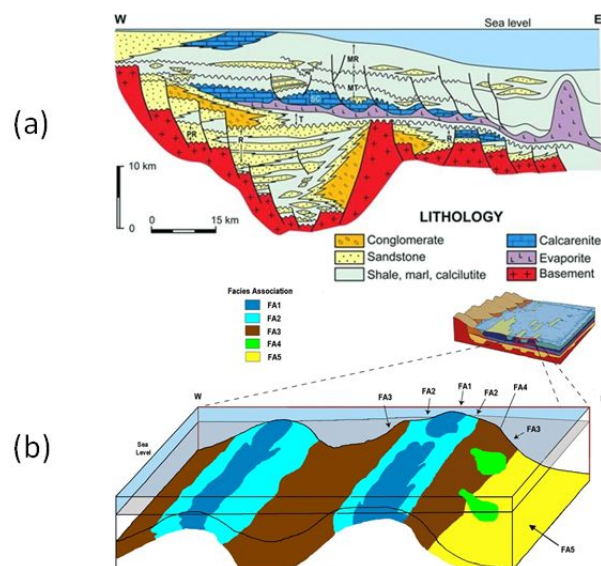 W
Sea level
E
(a)
MR
MT
BC
T
PR
R
R
10 km
0
0
15 km
LITHOLOGY
Conglomerate
Calcarenite
Sandstone
Evaporite
Shale, marl, calcilutite
Basement
Facies Association
FA1
FA2
FA3
FA4
FA5
(b)
W
FA3
FA2
FA1
FA2
FA4
FA3
Sea
Level
FA5